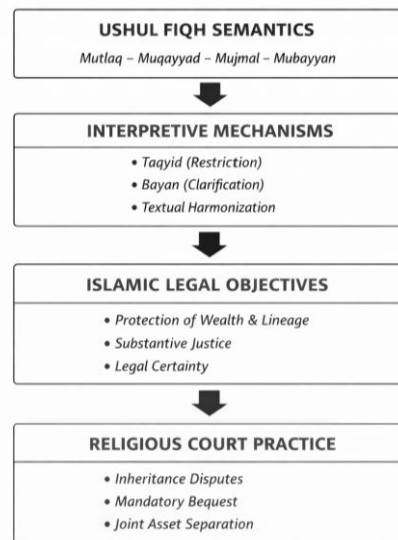 USHUL FIQH SEMANTICS
Mutlaq – Muqayyad – Mujmal – Mubayyan
INTERPRETIVE MECHANISMS
• Taqyid (Restriction)
• Bayan (Clarification)
• Textual Harmonization
ISLAMIC LEGAL OBJECTIVES
• Protection of Wealth & Lineage
• Substantive Justice
• Legal Certainty
RELIGIOUS COURT PRACTICE
• Inheritance Disputes
• Mandatory Bequest
• Joint Asset Separation